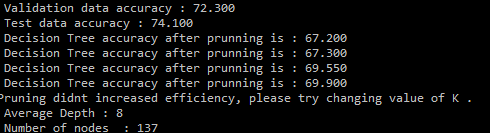 Validation data accuracy : 72.300
Test data accuracy : 74.100
Decision Tree accuracy after prunning is : 67.200
Decision Tree accuracy after prunning is : 67.300
Decision Tree accuracy after prunning is : 69.550
Decision Tree accuracy after prunning is : 69.900
Pruning didnt increased efficiency, please try changing value of K .
Average Depth : 8
Number of nodes  : 137